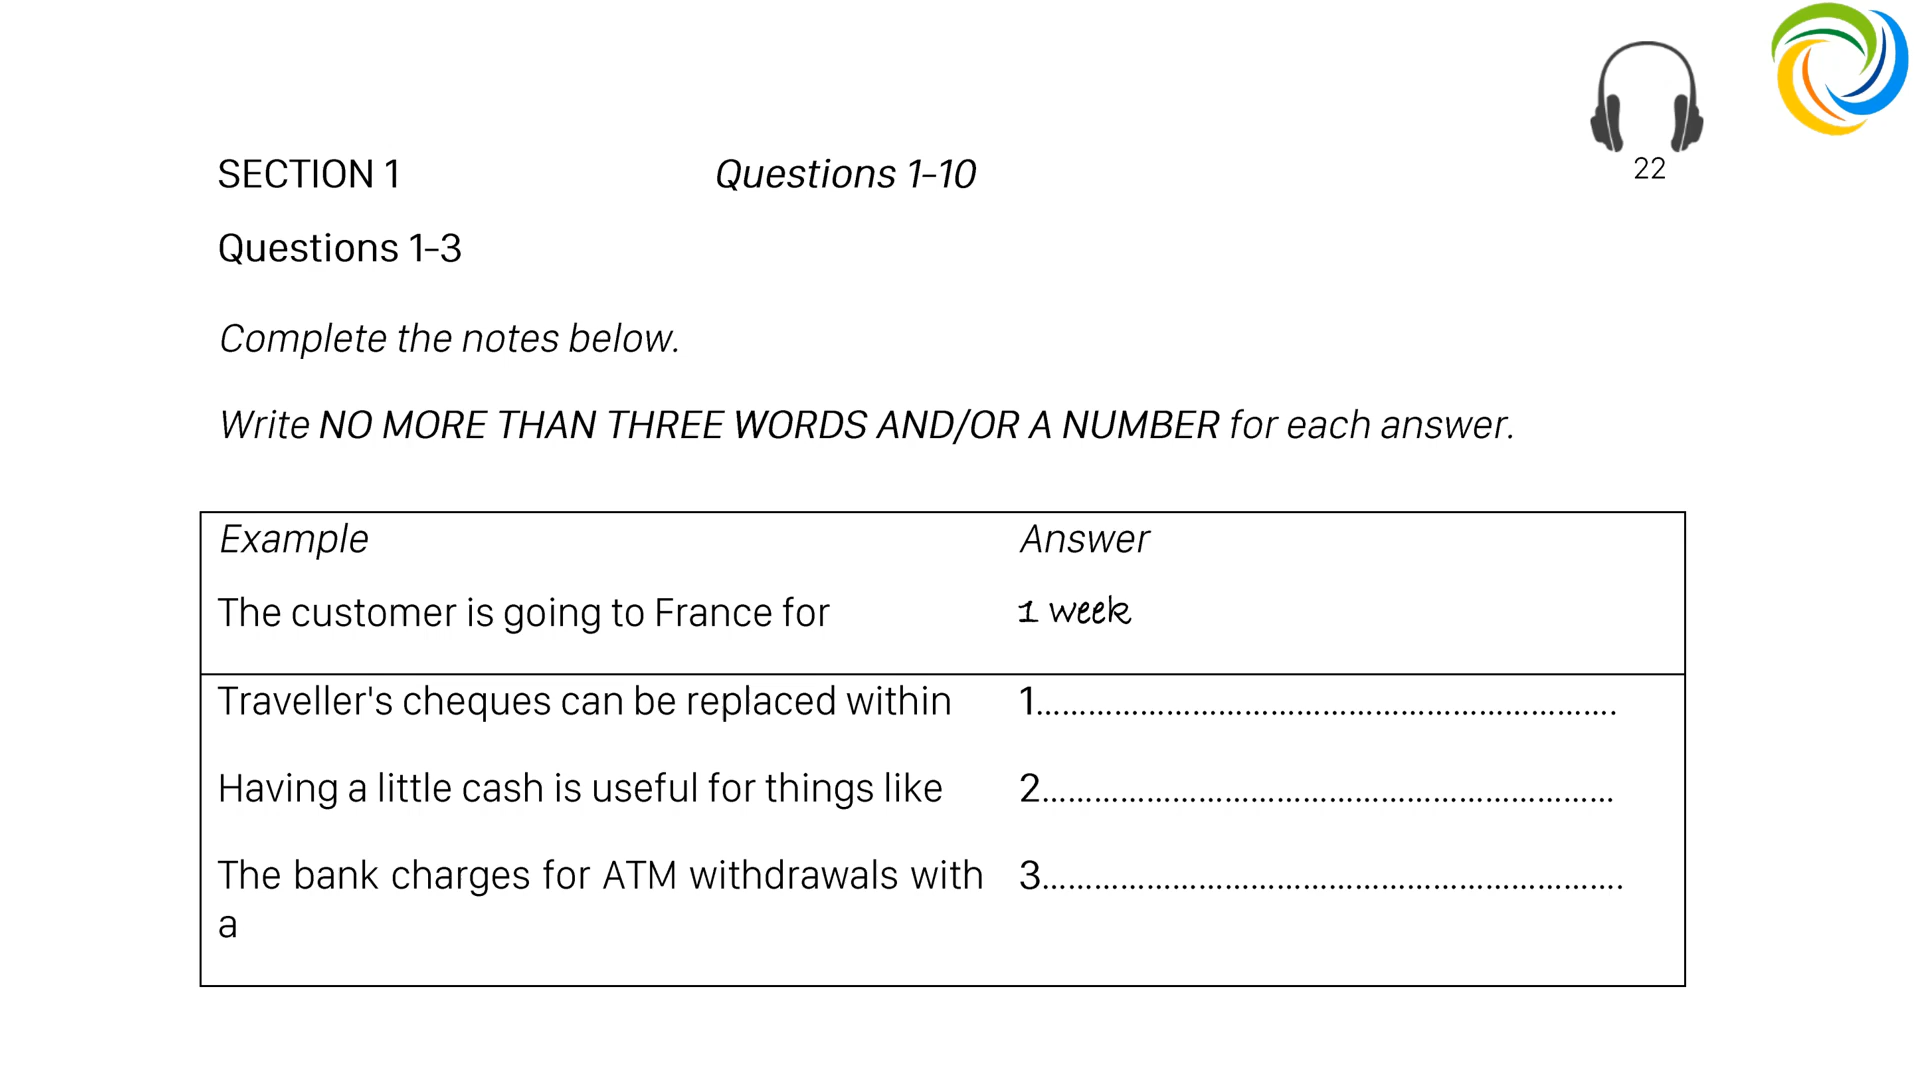 22
SECTION 1 Questions 1-10
Questions 1-3
Complete the notes below.
Write NO MORE THAN THREE WORDS AND/OR A NUMBER for each answer.
Example Answer
The customer is going to France for 1 week
Traveller's cheques can be replaced within 1............................................................
Having a little cash is useful for things like 2............................................................
The bank charges for ATM withdrawals with 3............................................................
a